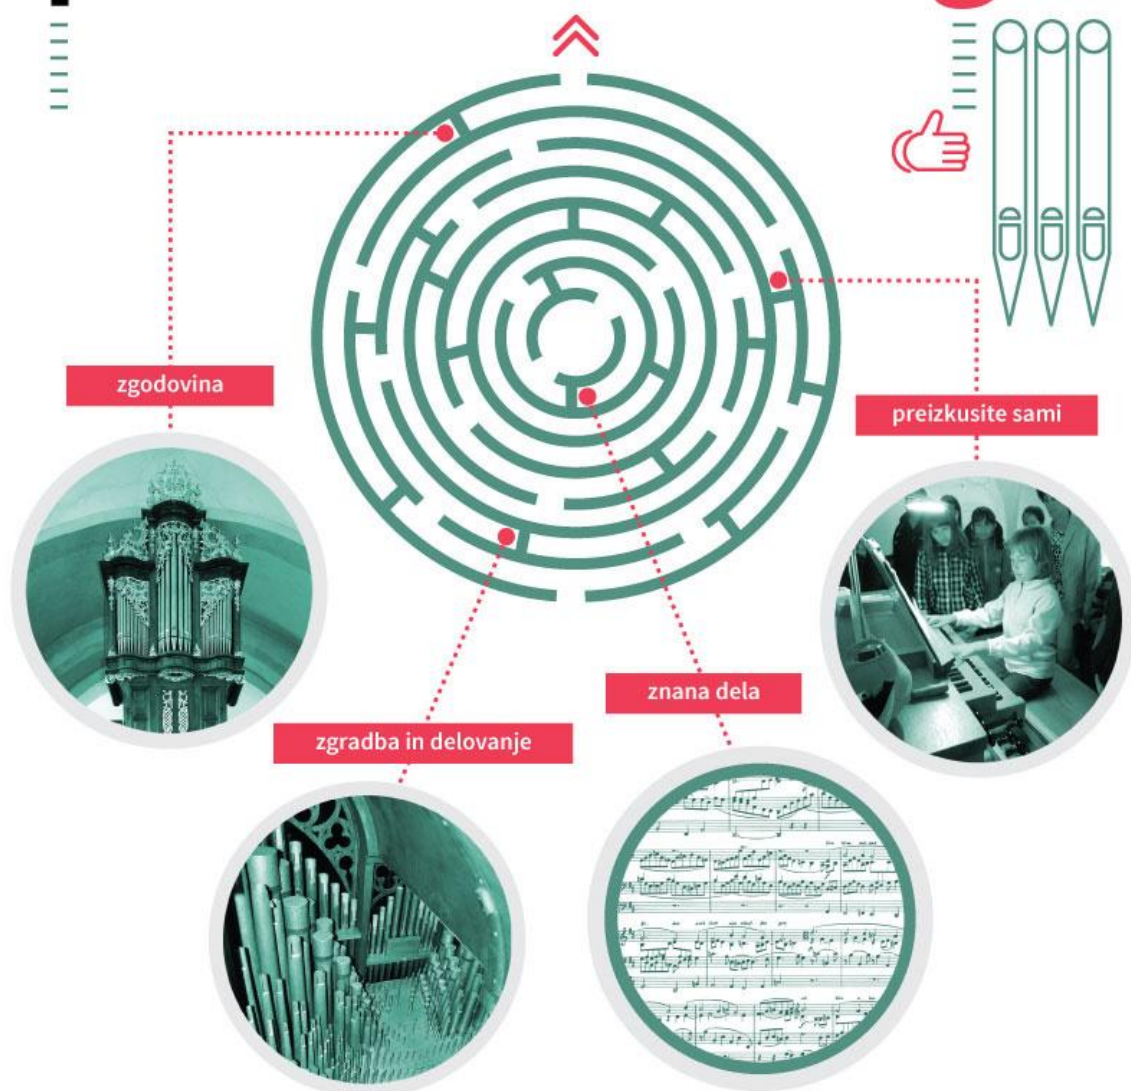 zgodovina
preizkusite sami
znana dela
zgradba in delovanje